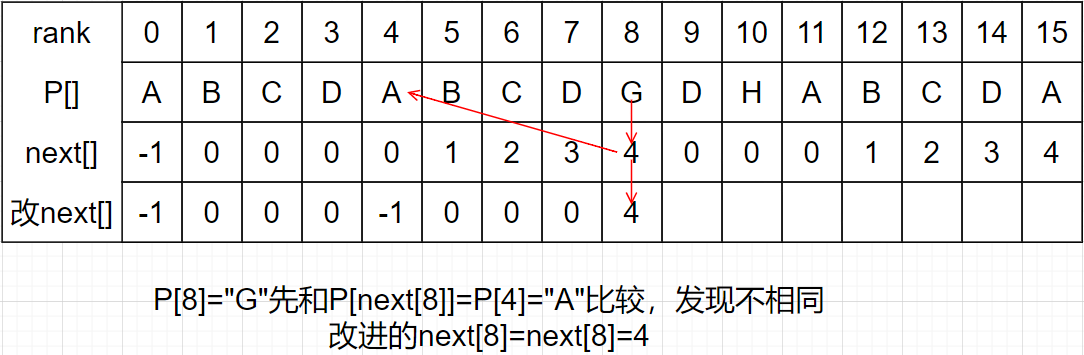 rank 0 1 2 3 4 5 6 7 8 9 10 11 12 13 14 15
P[] A B C D A B C D G D H A B C D A
next[] -1 0 0 0 0 1 2 3 4 0 0 0 1 2 3 4
改next[] -1 0 0 0 -1 0 0 0 4
P[8]="G"先和P[next[8]]=P[4]="A"比较，发现不相同
改进的next[8]=next[8]=4